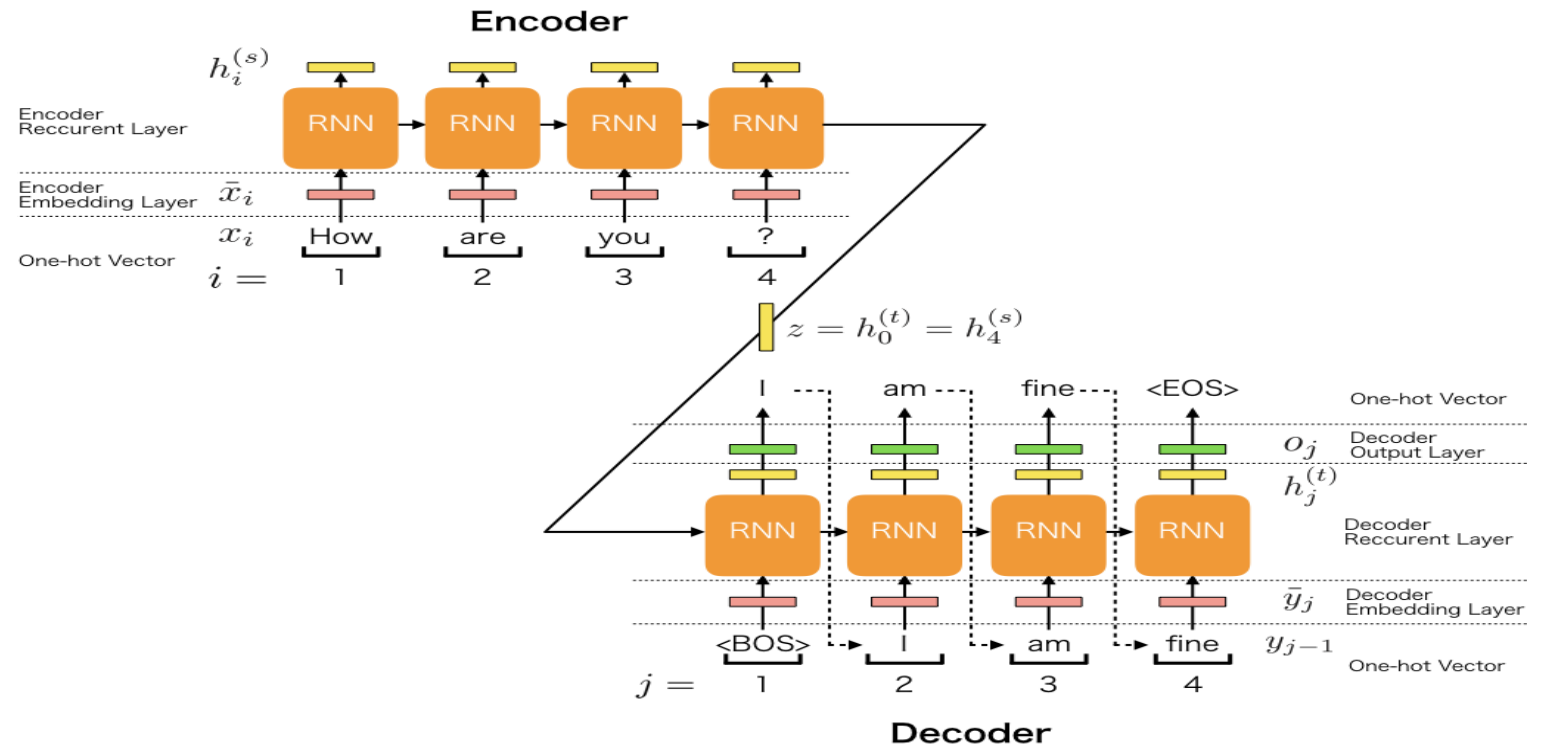 Encoder
h_i^{(s)}
RNN RNN RNN RNN
Encoder
Reccurent Layer
Encoder
Embedding Layer
x̄_i
x_i How are you ?
One-hot Vector
i = 1 2 3 4
z = h_0^{(t)} = h_4^{(s)}
I am fine <EOS>
One-hot Vector
o_j
Decoder
Output Layer
h_j^{(t)}
RNN RNN RNN RNN
Decoder
Reccurent Layer
ȳ_j
Decoder
Embedding Layer
<BOS> I am fine y_{j−1}
One-hot Vector
j = 1 2 3 4
Decoder